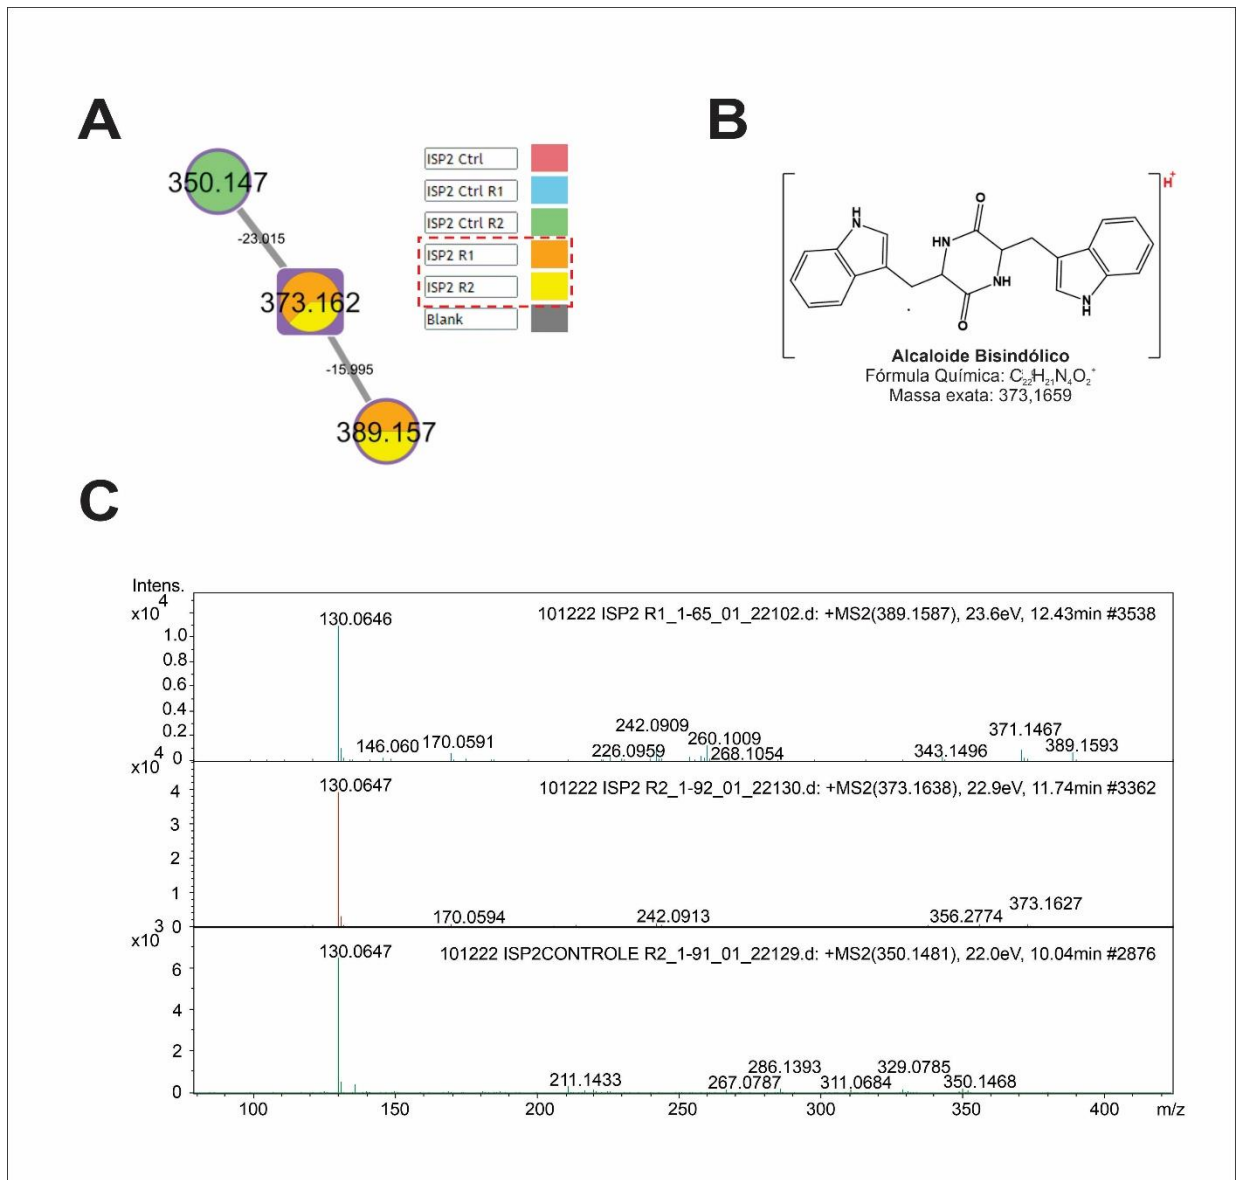 A
B
350.147
-23.015
373.162
-15.995
389.157
ISP2 Ctrl
ISP2 Ctrl R1
ISP2 Ctrl R2
ISP2 R1
ISP2 R2
Blank
H+
H
N
O
HN
NH
O
N
H
Alcaloide Bisindólico
Fórmula Química: C22H21N4O2+
Massa exata: 373,1659
C
Intens.
x10^4
130.0646
101222 ISP2 R1_1-65_01_22102.d: +MS2(389.1587), 23.6eV, 12.43min #3538
1.0
0.8
0.6
0.4
0.2
0
146.060
170.0591
226.0959
242.0909
260.1009
268.1054
343.1496
371.1467
389.1593
x10^4
130.0647
101222 ISP2 R2_1-92_01_22130.d: +MS2(373.1638), 22.9eV, 11.74min #3362
4
3
2
1
0
170.0594
242.0913
356.2774
373.1627
x10^3
130.0647
101222 ISP2CONTROLE R2_1-91_01_22129.d: +MS2(350.1481), 22.0eV, 10.04min #2876
6
4
2
0
211.1433
267.0787
286.1393
311.0684
329.0785
350.1468
100 150 200 250 300 350 400 m/z